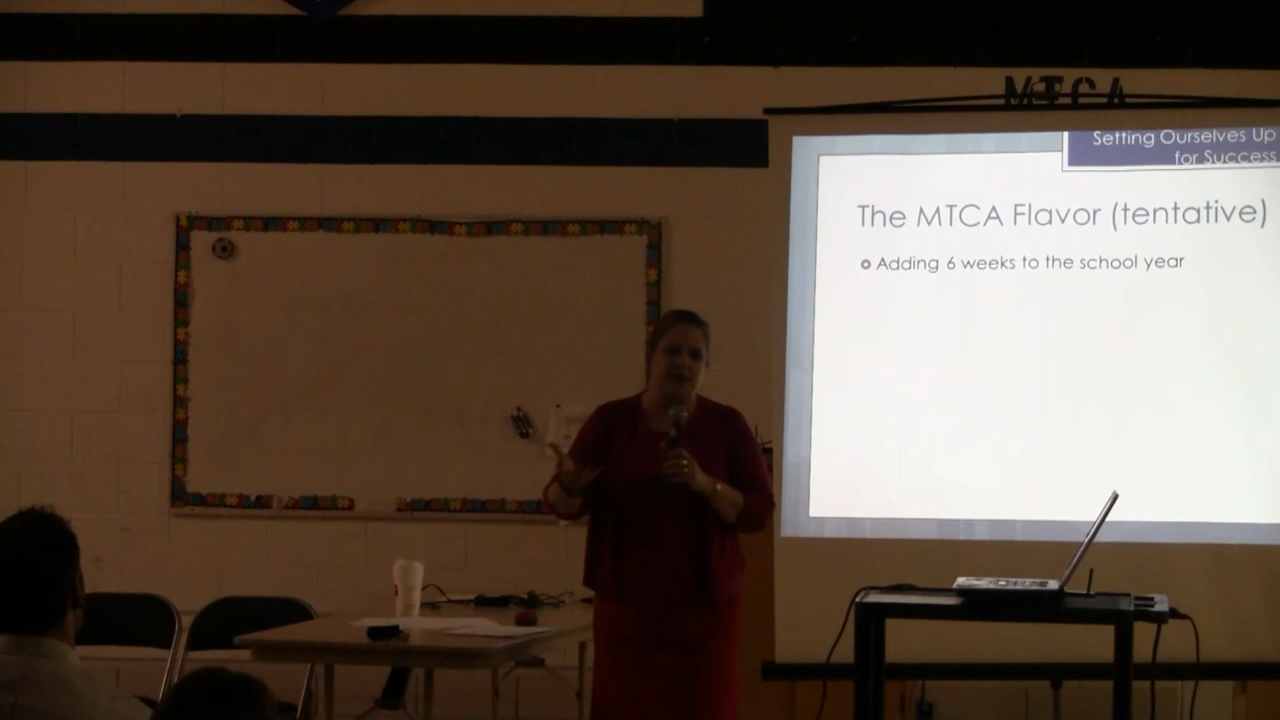 MTCA
Setting Ourselves Up
for Success
The MTCA Flavor (tentative)
Adding 6 weeks to the school year